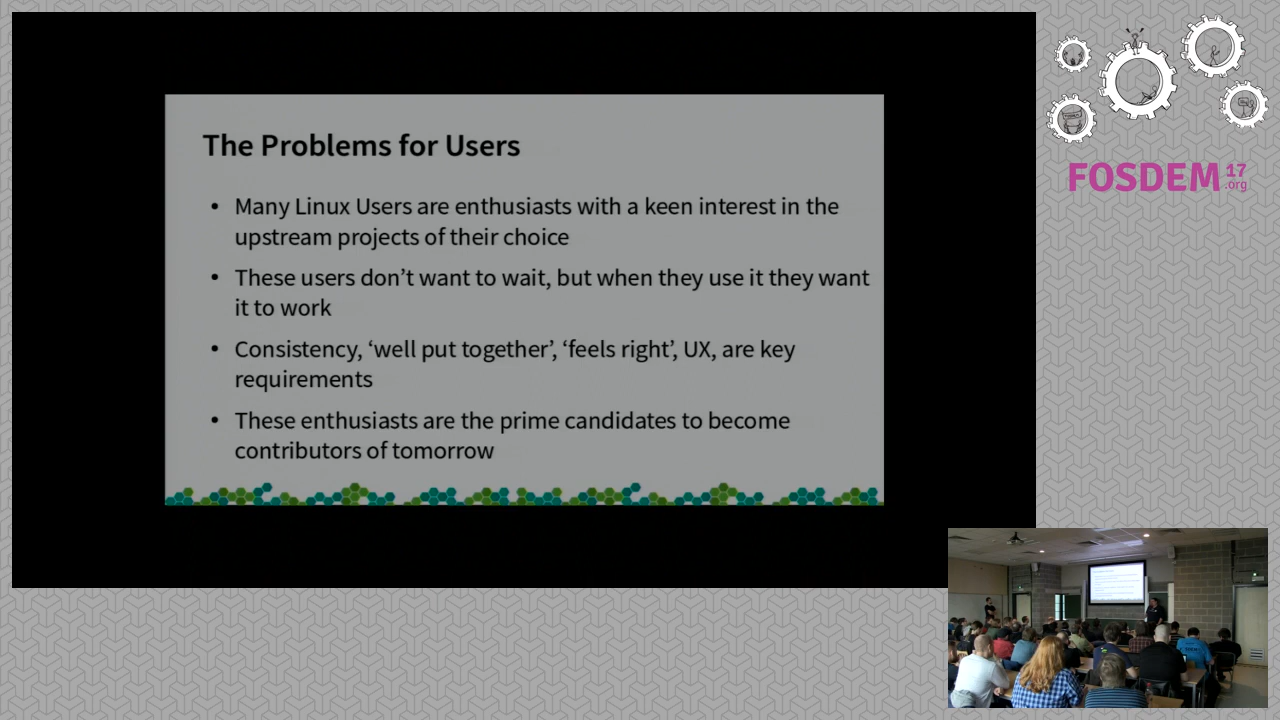 The Problems for Users
• Many Linux Users are enthusiasts with a keen interest in the
upstream projects of their choice
• These users don’t want to wait, but when they use it they want
it to work
• Consistency, ‘well put together’, ‘feels right’, UX, are key
requirements
• These enthusiasts are the prime candidates to become
contributors of tomorrow
FOSDEM 17
.org